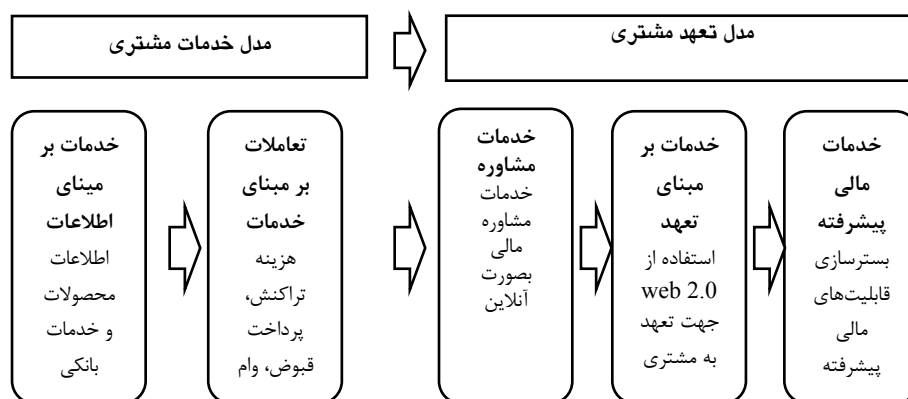 مدل خدمات مشتری
مدل تعهد مشتری
خدمات بر
مینای
اطلاعات
اطلاعات
محصولات
و خدمات
بانکی
تعاملات
بر مبنای
خدمات
هزینه
تراکنش،
پرداخت
قبوض، وام
خدمات
مشاوره
خدمات
مشاوره
مالی
بصورت
آنلاین
خدمات بر
مبنای
تعهد
استفاده از
web 2.0
جهت تعهد
به مشتری
خدمات
مالی
پیشرفته
بسترسازی
قابلیت‌های
مالی
پیشرفته